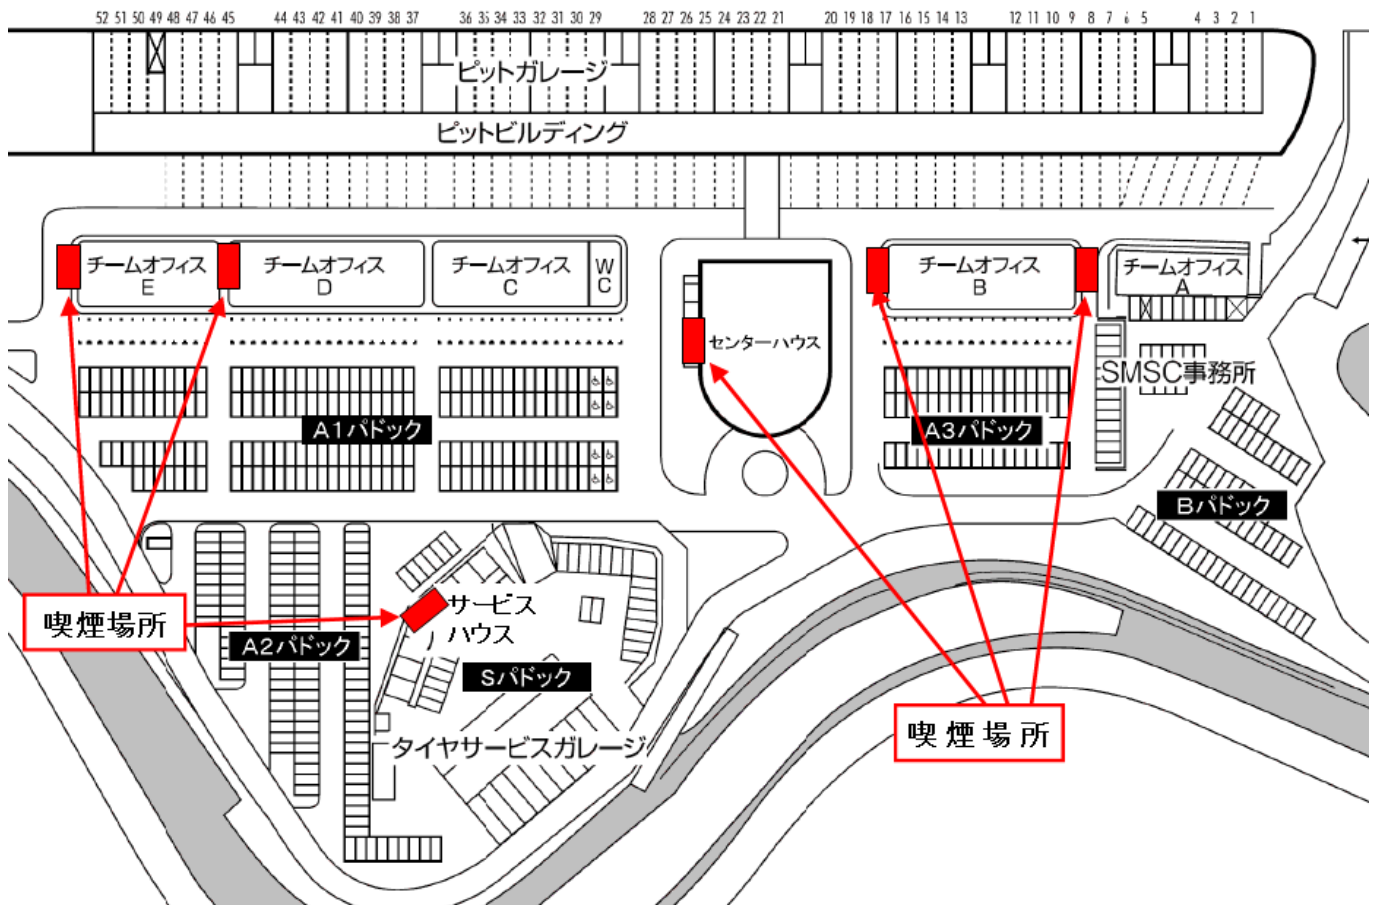 52 51 50 49 48 47 46 45 44 43 42 41 40 39 38 37 36 35 34 33 32 31 30 29 28 27 26 25 24 23 22 21 20 19 18 17 16 15 14 13 12 11 10 9 8 7 6 5 4 3 2 1
ピットガレージ
ピットビルディング
チームオフィス
E
チームオフィス
D
チームオフィス
C
W
C
チームオフィス
B
チームオフィス
A
センターハウス
SMSC事務所
A1パドック
A3パドック
Bパドック
喫煙場所
サービス
ハウス
A2パドック
Sパドック
タイヤサービスガレージ
喫煙場所